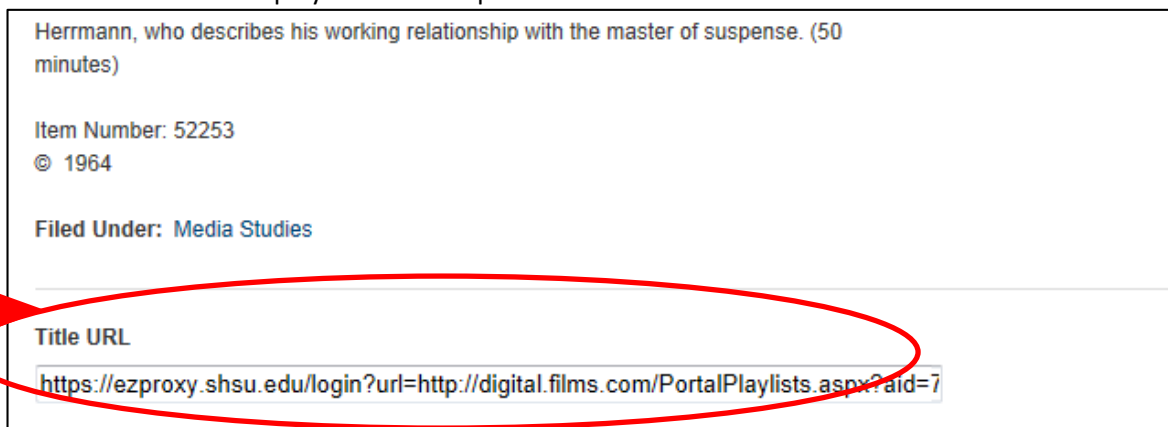 Herrmann, who describes his working relationship with the master of suspense. (50
minutes)
Item Number: 52253
© 1964
Filed Under: Media Studies
Title URL
https://ezproxy.shsu.edu/login?url=http://digital.films.com/PortalPlaylists.aspx?aid=7